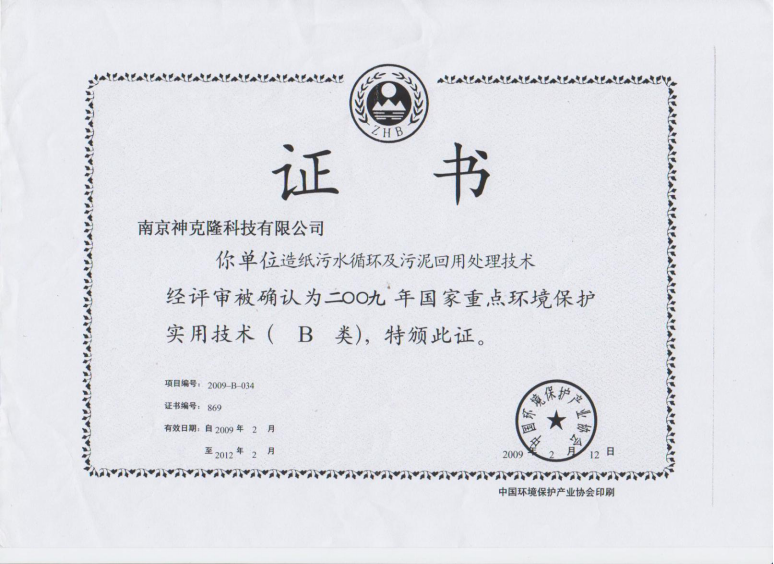 ZHB
证 书
南京神克隆科技有限公司
你单位造纸污水循环及污泥回用处理技术
经评审被确认为二〇〇九年国家重点环境保护
实用技术（ B 类），特颁此证。
项目编号： 2009-B-034
证书编号： 869
有效日期：自 2009 年 2 月
至 2012 年 2 月
中国环境保护产业协会
2009 年 2 月 12 日
中国环境保护产业协会印刷